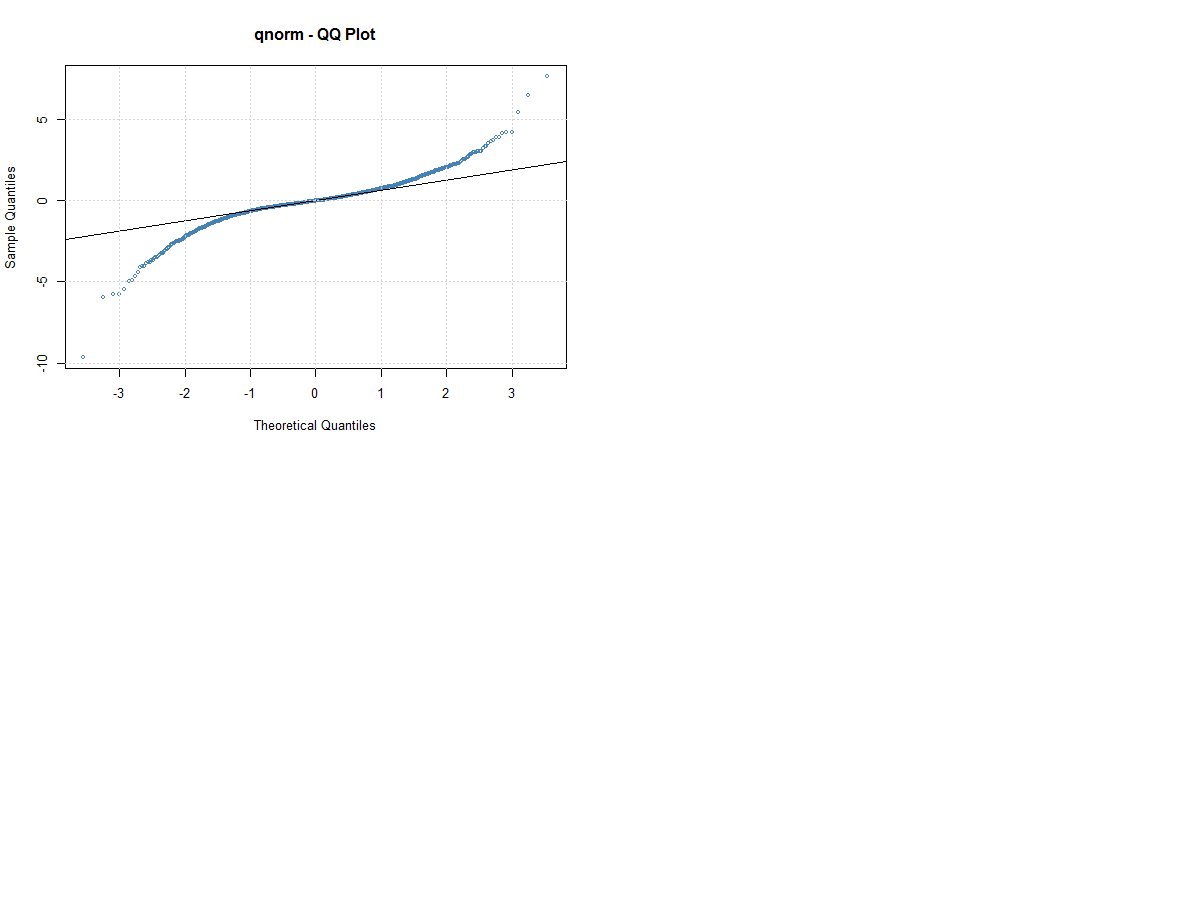 qnorm - QQ Plot
Sample Quantiles
5
0
-5
-10
-3 -2 -1 0 1 2 3
Theoretical Quantiles